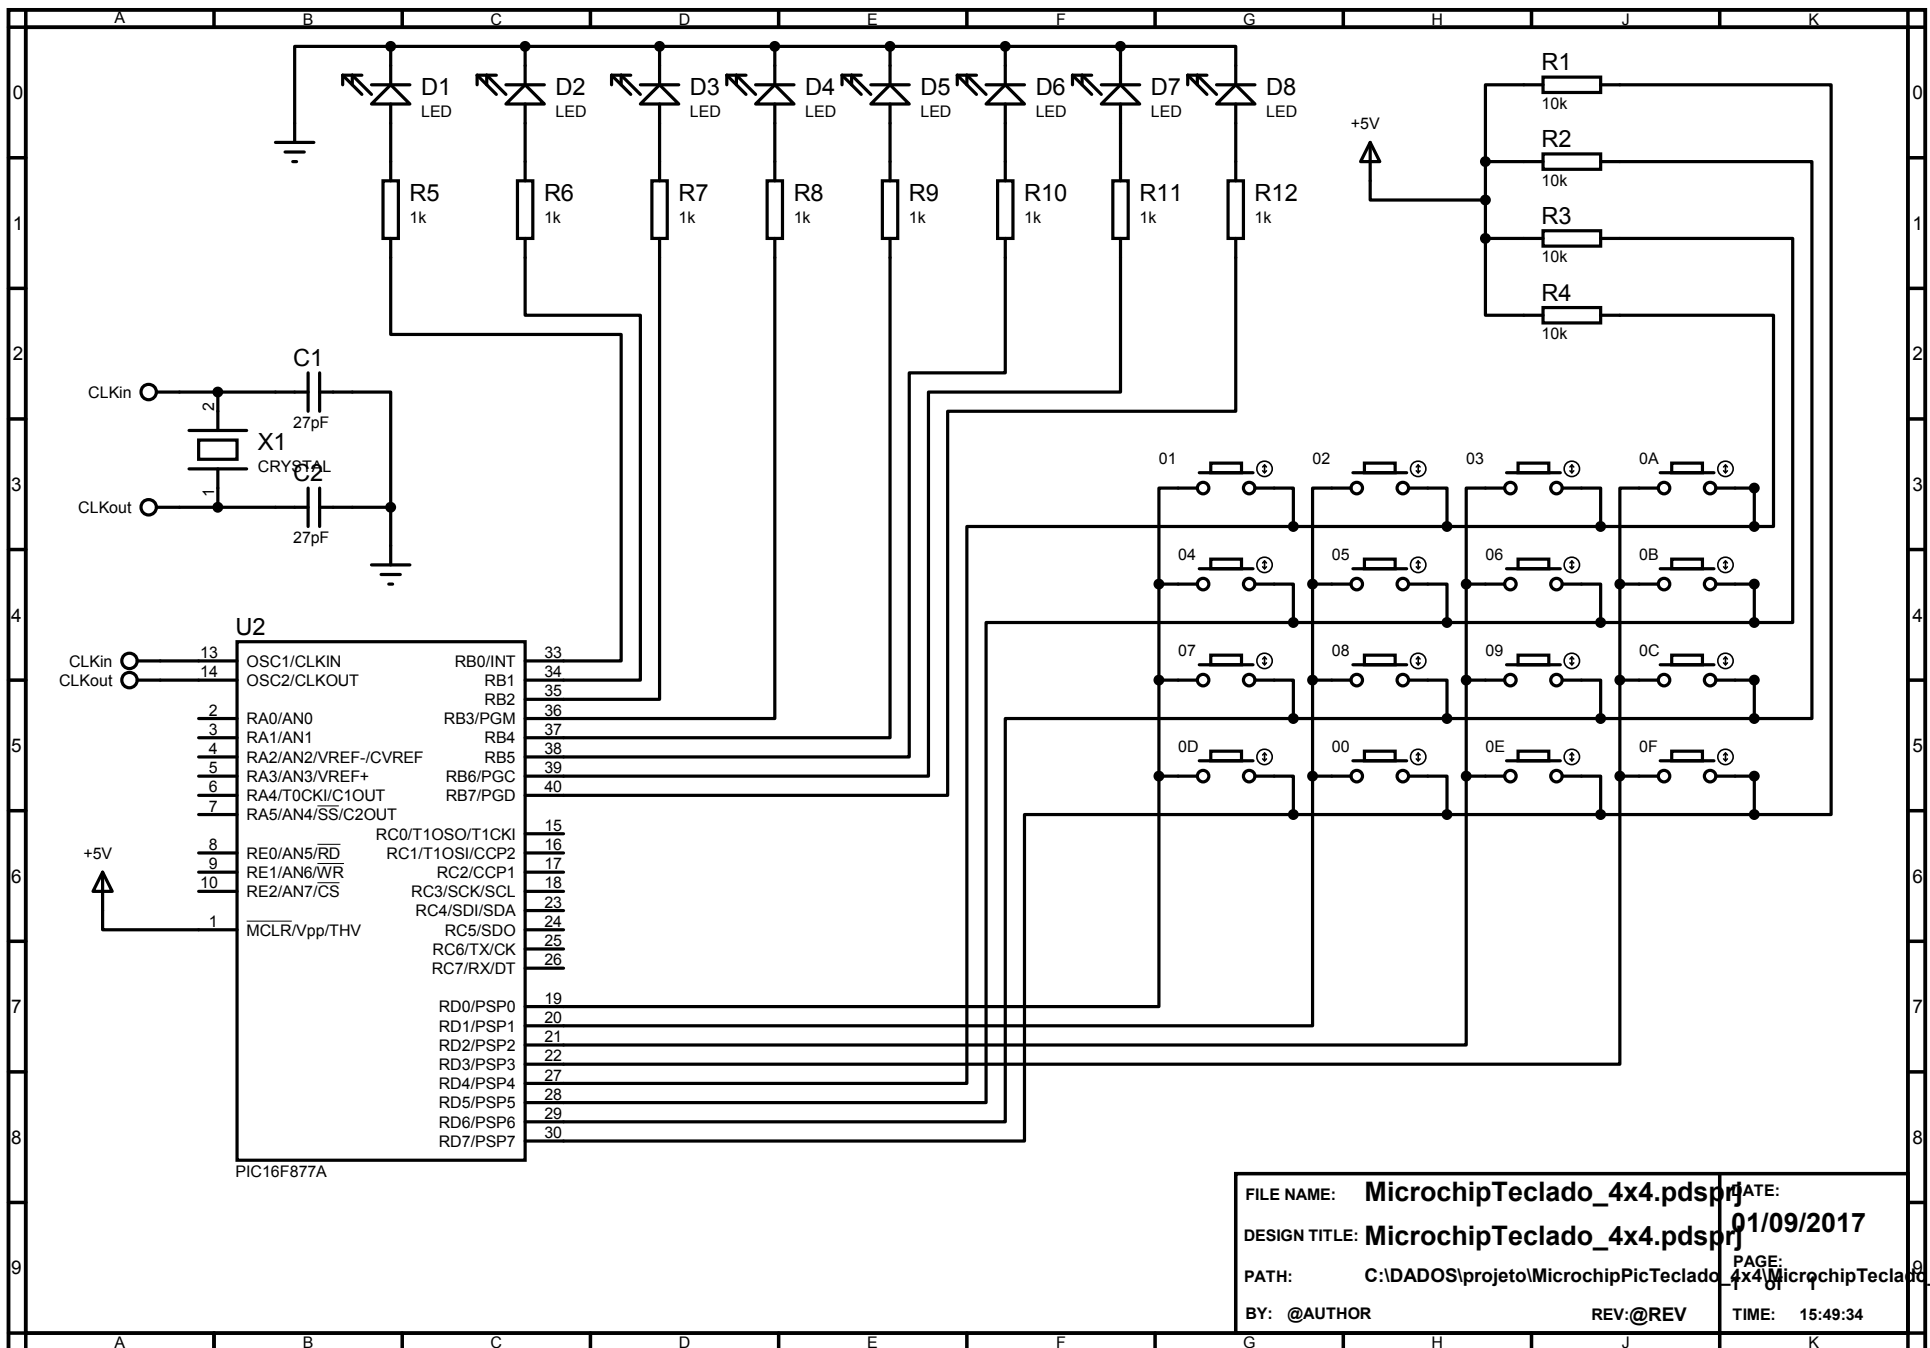 A B C D E F G H J K
0 0
D1 D2 D3 D4 D5 D6 D7 D8
LED LED LED LED LED LED LED LED
R1
10k
+5V
R2
10k
R3
10k
R4
10k
1 1
R5 R6 R7 R8 R9 R10 R11 R12
1k 1k 1k 1k 1k 1k 1k 1k
2 2
C1
CLKin
2
27pF
X1
CRYSTAL
C2
1
CLKout
27pF
3 3
01 02 03 0A
04 05 06 0B
4 4
07 08 09 0C
0D 00 0E 0F
5 5
U2
CLKin 13 OSC1/CLKIN
CLKout 14 OSC2/CLKOUT
2 RA0/AN0
3 RA1/AN1
4 RA2/AN2/VREF-/CVREF
5 RA3/AN3/VREF+
6 RA4/T0CKI/C1OUT
7 RA5/AN4/SS/C2OUT
8 RE0/AN5/RD
9 RE1/AN6/WR
10 RE2/AN7/CS
+5V
1 MCLR/Vpp/THV
RB0/INT 33
RB1 34
RB2 35
RB3/PGM 36
RB4 37
RB5 38
RB6/PGC 39
RB7/PGD 40
RC0/T1OSO/T1CKI 15
RC1/T1OSI/CCP2 16
RC2/CCP1 17
RC3/SCK/SCL 18
RC4/SDI/SDA 23
RC5/SDO 24
RC6/TX/CK 25
RC7/RX/DT 26
RD0/PSP0 19
RD1/PSP1 20
RD2/PSP2 21
RD3/PSP3 22
RD4/PSP4 27
RD5/PSP5 28
RD6/PSP6 29
RD7/PSP7 30
PIC16F877A
6 6
7 7
8 8
9 9
FILE NAME: MicrochipTeclado_4x4.pdsprj
DATE:
01/09/2017
DESIGN TITLE: MicrochipTeclado_4x4.pdsprj
PAGE:
1 of 1
PATH: C:\DADOS\projeto\MicrochipPicTeclado_4x4\MicrochipTeclado_
BY: @AUTHOR REV:@REV TIME: 15:49:34
A B C D E F G H J K